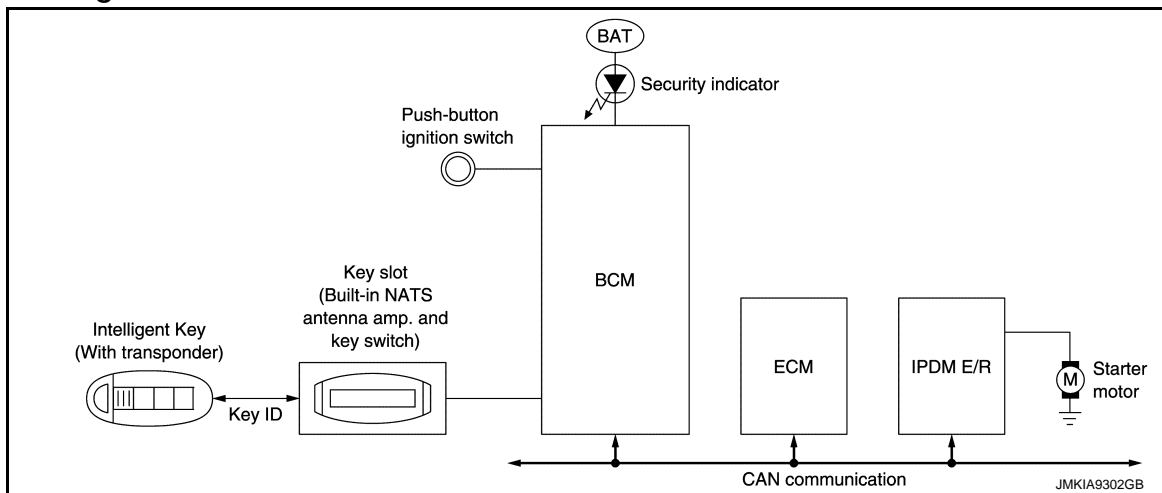 BAT
Security indicator
Push-button
ignition switch
BCM
Key slot
(Built-in NATS
antenna amp. and
key switch)
Intelligent Key
(With transponder)
Key ID
ECM
IPDM E/R
M
Starter
motor
CAN communication
JMKIA9302GB